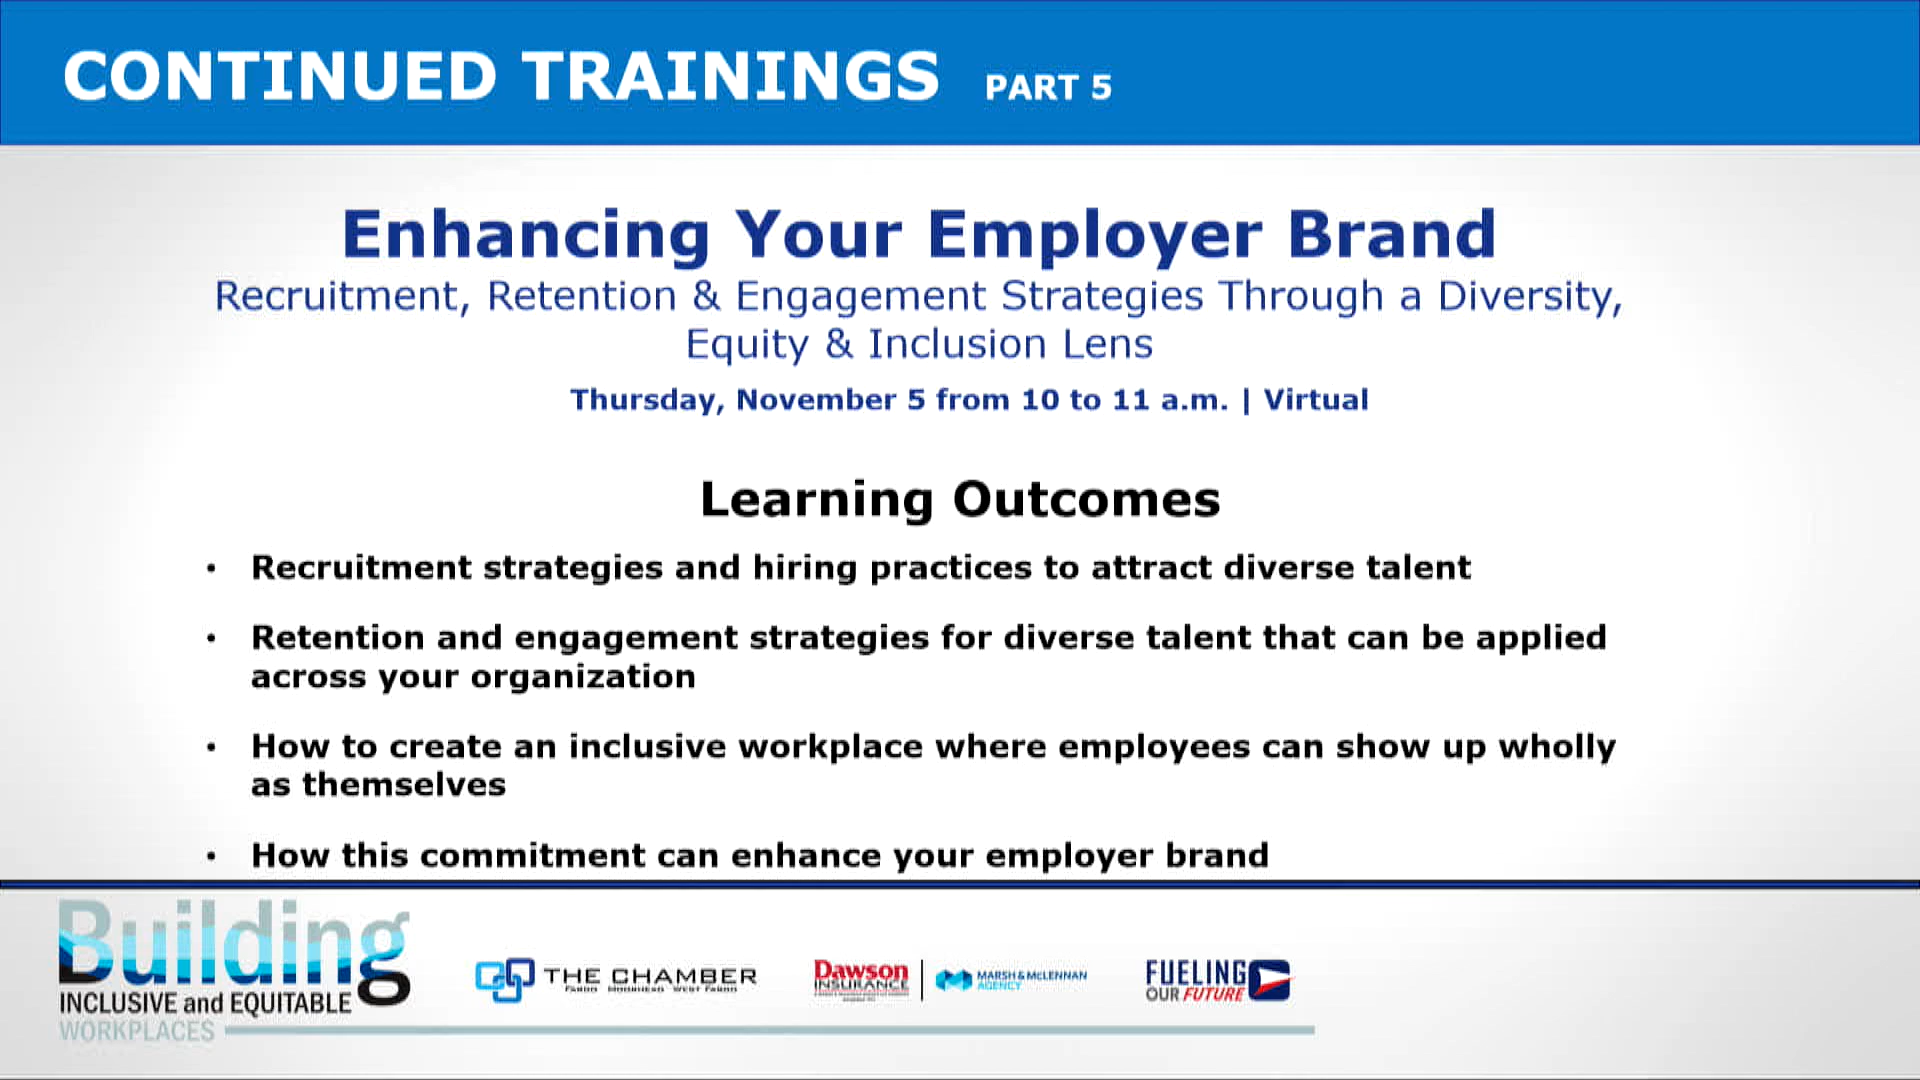 CONTINUED TRAININGS PART 5
Enhancing Your Employer Brand
Recruitment, Retention & Engagement Strategies Through a Diversity,
Equity & Inclusion Lens
Thursday, November 5 from 10 to 11 a.m. | Virtual
Learning Outcomes
• Recruitment strategies and hiring practices to attract diverse talent
• Retention and engagement strategies for diverse talent that can be applied
across your organization
• How to create an inclusive workplace where employees can show up wholly
as themselves
• How this commitment can enhance your employer brand
Building
INCLUSIVE and EQUITABLE
WORKPLACES
THE CHAMBER
FARGO MOORHEAD WEST FARGO
Dawson
INSURANCE
MARSH & McLENNAN
AGENCY
FUELING
OUR FUTURE